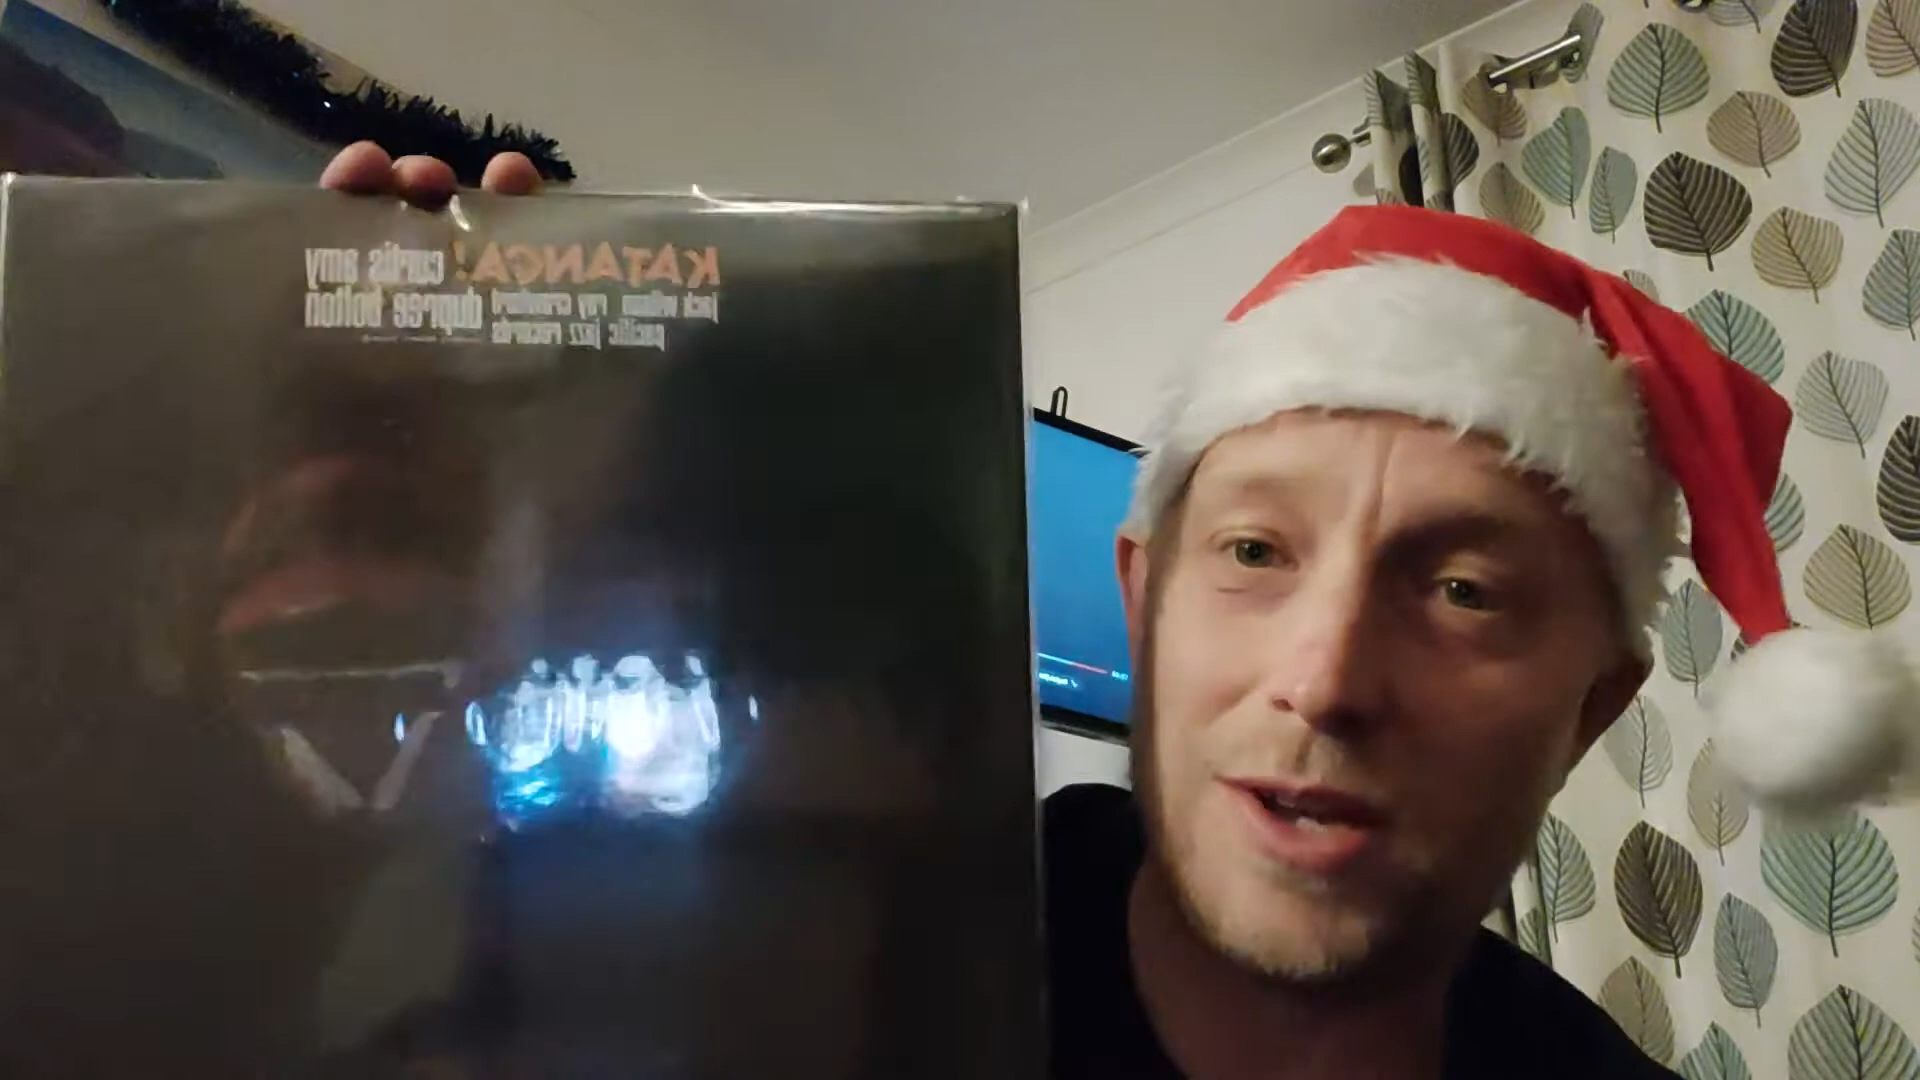 KATANGA! curtis amy
jack wilson ray crawford dupree bolton
pacific jazz records